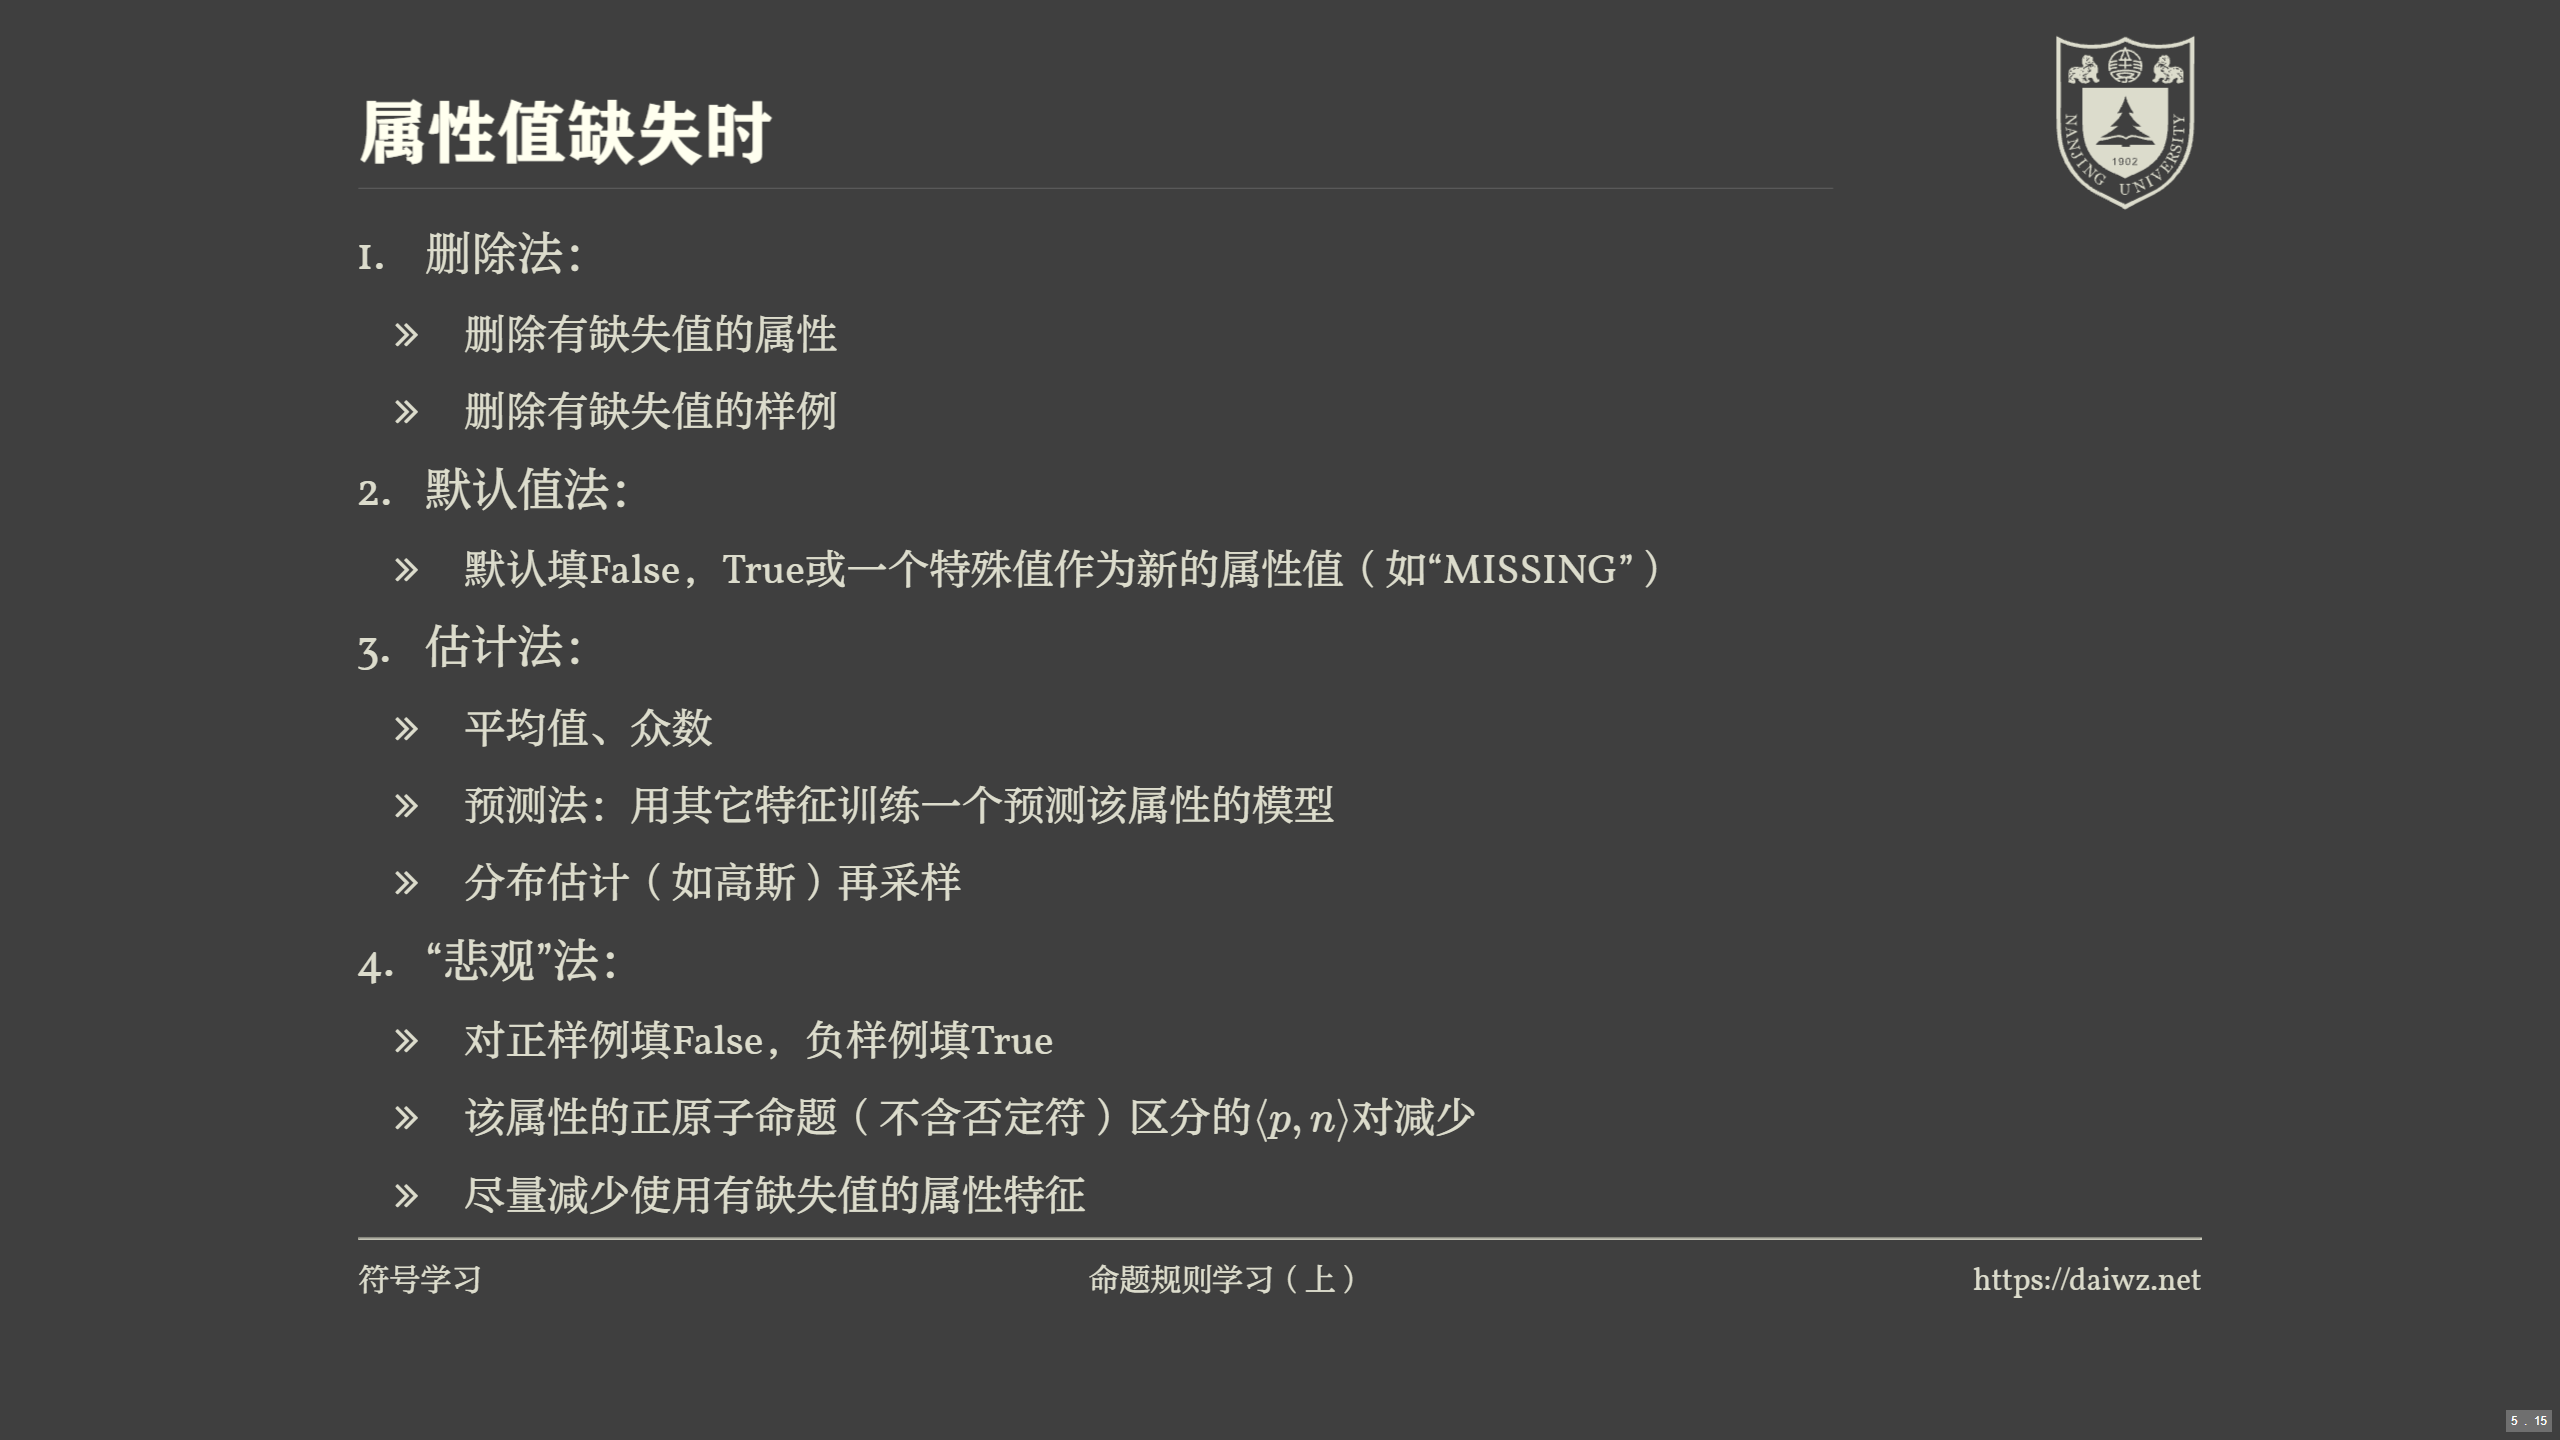 属性值缺失时
NANJING UNIVERSITY
1902
1. 删除法：
» 删除有缺失值的属性
» 删除有缺失值的样例
2. 默认值法：
» 默认填False，True或一个特殊值作为新的属性值（如“MISSING”）
3. 估计法：
» 平均值、众数
» 预测法：用其它特征训练一个预测该属性的模型
» 分布估计（如高斯）再采样
4. “悲观”法：
» 对正样例填False，负样例填True
» 该属性的正原子命题（不含否定符）区分的⟨p, n⟩对减少
» 尽量减少使用有缺失值的属性特征
符号学习
命题规则学习（上）
https://daiwz.net
5 . 15